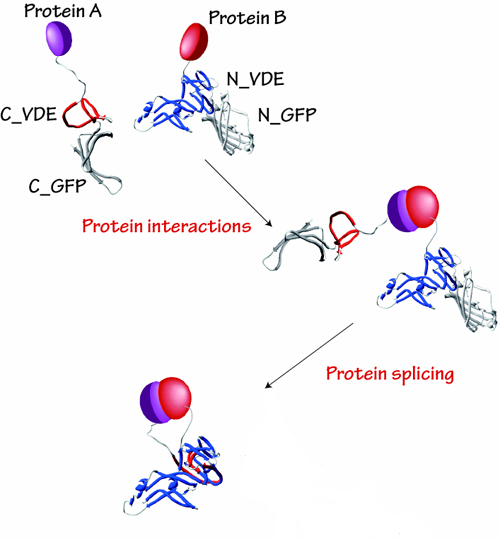 Protein A
Protein B
N_VDE
C_VDE
N_GFP
C_GFP
Protein interactions
Protein splicing